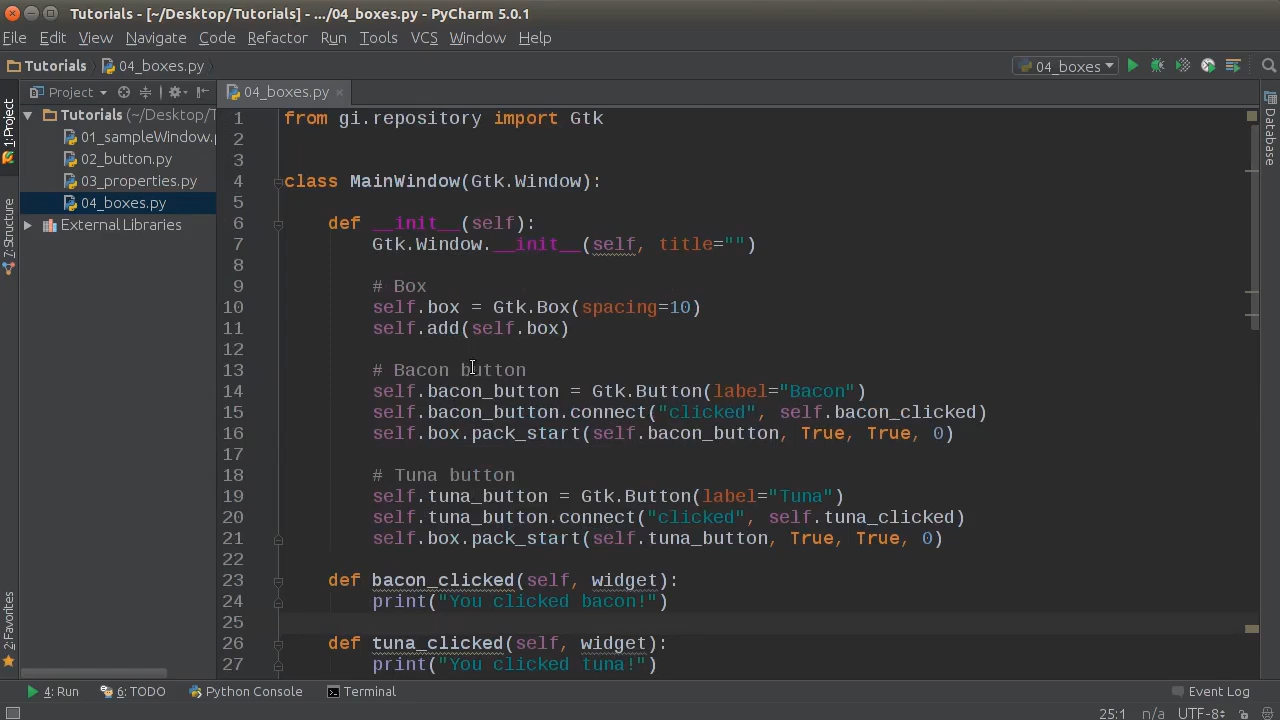 Tutorials - [~/Desktop/Tutorials] - .../04_boxes.py - PyCharm 5.0.1
File Edit View Navigate Code Refactor Run Tools VCS Window Help
Tutorials 04_boxes.py 04_boxes
1: Project
7: Structure
2: Favorites
Project
Tutorials (~/Desktop/T
01_sampleWindow.p
02_button.py
03_properties.py
04_boxes.py
External Libraries
04_boxes.py
1 from gi.repository import Gtk
2
3
4 class MainWindow(Gtk.Window):
5
6 def __init__(self):
7 Gtk.Window.__init__(self, title="")
8
9 # Box
10 self.box = Gtk.Box(spacing=10)
11 self.add(self.box)
12
13 # Bacon button
14 self.bacon_button = Gtk.Button(label="Bacon")
15 self.bacon_button.connect("clicked", self.bacon_clicked)
16 self.box.pack_start(self.bacon_button, True, True, 0)
17
18 # Tuna button
19 self.tuna_button = Gtk.Button(label="Tuna")
20 self.tuna_button.connect("clicked", self.tuna_clicked)
21 self.box.pack_start(self.tuna_button, True, True, 0)
22
23 def bacon_clicked(self, widget):
24 print("You clicked bacon!")
25
26 def tuna_clicked(self, widget):
27 print("You clicked tuna!")
Database
4: Run 6: TODO Python Console Terminal Event Log
25:1 n/a UTF-8